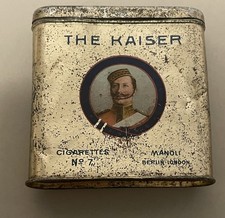 THE KAISER
CIGARETTES
Nº 7.
MANOLI
BERLIN-LONDON